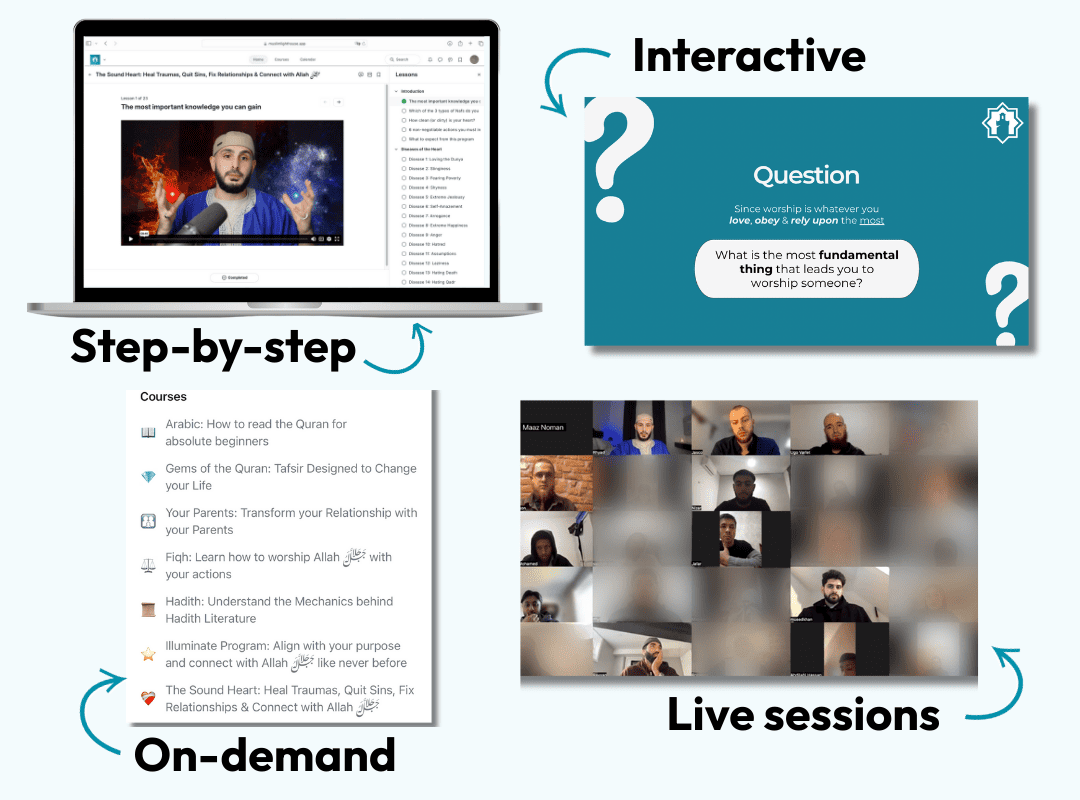 muslimlighthouse.app
Home
Courses
Calendar
Search
The Sound Heart: Heal Traumas, Quit Sins, Fix Relationships & Connect with Allah ﷻ
Lessons
Lesson 1 of 23
The most important knowledge you can gain
Completed
Introduction
The most important knowledge you c
Which of the 3 types of Nafs do you
How clean (or dirty) is your heart?
6 non-negotiable actions you must
What to expect from this program
Diseases of the Heart
Disease 1: Loving the Dunya
Disease 2: Stinginess
Disease 3: Fearing Poverty
Disease 4: Shyness
Disease 5: Extreme Jealousy
Disease 6: Self-Amazement
Disease 7: Arrogance
Disease 8: Extreme Happiness
Disease 9: Anger
Disease 10: Hatred
Disease 11: Assumptions
Disease 12: Laziness
Disease 13: Hating Death
Disease 14: Hating Qadr
Step-by-step
Interactive
Question
Since worship is whatever you
love, obey & rely upon the most
What is the most fundamental
thing that leads you to
worship someone?
Courses
Arabic: How to read the Quran for
absolute beginners
Gems of the Quran: Tafsir Designed to Change
your Life
Your Parents: Transform your Relationship with
your Parents
Fiqh: Learn how to worship Allah ﷻ with
your actions
Hadith: Understand the Mechanics behind
Hadith Literature
Illuminate Program: Align with your purpose
and connect with Allah ﷻ like never before
The Sound Heart: Heal Traumas, Quit Sins, Fix
Relationships & Connect with Allah ﷻ
On-demand
Maaz Noman
Live sessions